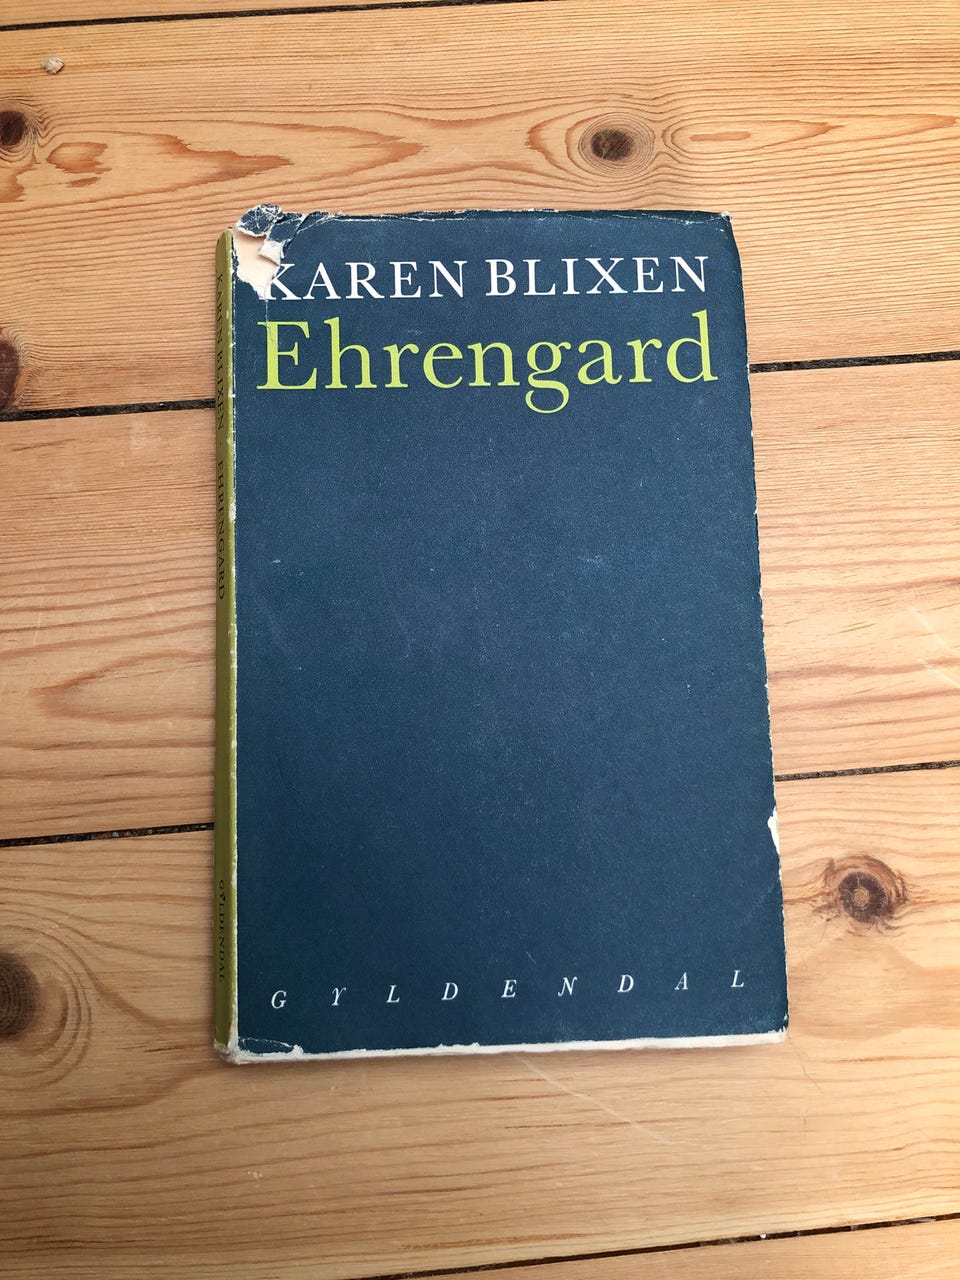 KAREN BLIXEN
Ehrengard
GYLDENDAL
KAREN BLIXEN · EHRENGARD
GYLDENDAL